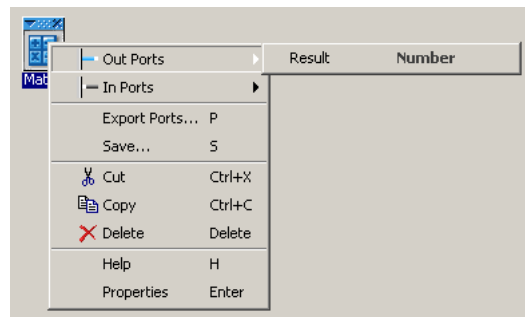 Out Ports Result Number
Mat
In Ports
Export Ports... P
Save... S
Cut Ctrl+X
Copy Ctrl+C
Delete Delete
Help H
Properties Enter